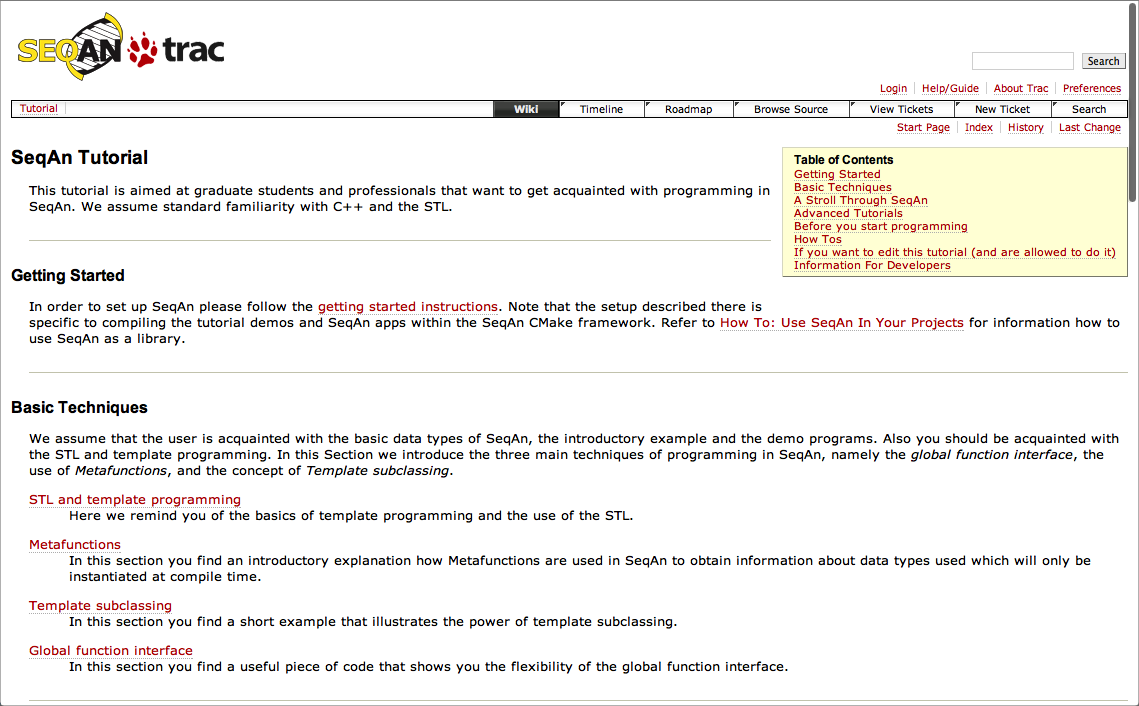 SEQAN trac
Search
Login Help/Guide About Trac Preferences
Tutorial Wiki Timeline Roadmap Browse Source View Tickets New Ticket Search
Start Page Index History Last Change
SeqAn Tutorial
This tutorial is aimed at graduate students and professionals that want to get acquainted with programming in
SeqAn. We assume standard familiarity with C++ and the STL.
Table of Contents
Getting Started
Basic Techniques
A Stroll Through SeqAn
Advanced Tutorials
Before you start programming
How Tos
If you want to edit this tutorial (and are allowed to do it)
Information For Developers
Getting Started
In order to set up SeqAn please follow the getting started instructions. Note that the setup described there is
specific to compiling the tutorial demos and SeqAn apps within the SeqAn CMake framework. Refer to How To: Use SeqAn In Your Projects for information how to
use SeqAn as a library.
Basic Techniques
We assume that the user is acquainted with the basic data types of SeqAn, the introductory example and the demo programs. Also you should be acquainted with
the STL and template programming. In this Section we introduce the three main techniques of programming in SeqAn, namely the global function interface, the
use of Metafunctions, and the concept of Template subclassing.
STL and template programming
Here we remind you of the basics of template programming and the use of the STL.
Metafunctions
In this section you find an introductory explanation how Metafunctions are used in SeqAn to obtain information about data types used which will only be
instantiated at compile time.
Template subclassing
In this section you find a short example that illustrates the power of template subclassing.
Global function interface
In this section you find a useful piece of code that shows you the flexibility of the global function interface.